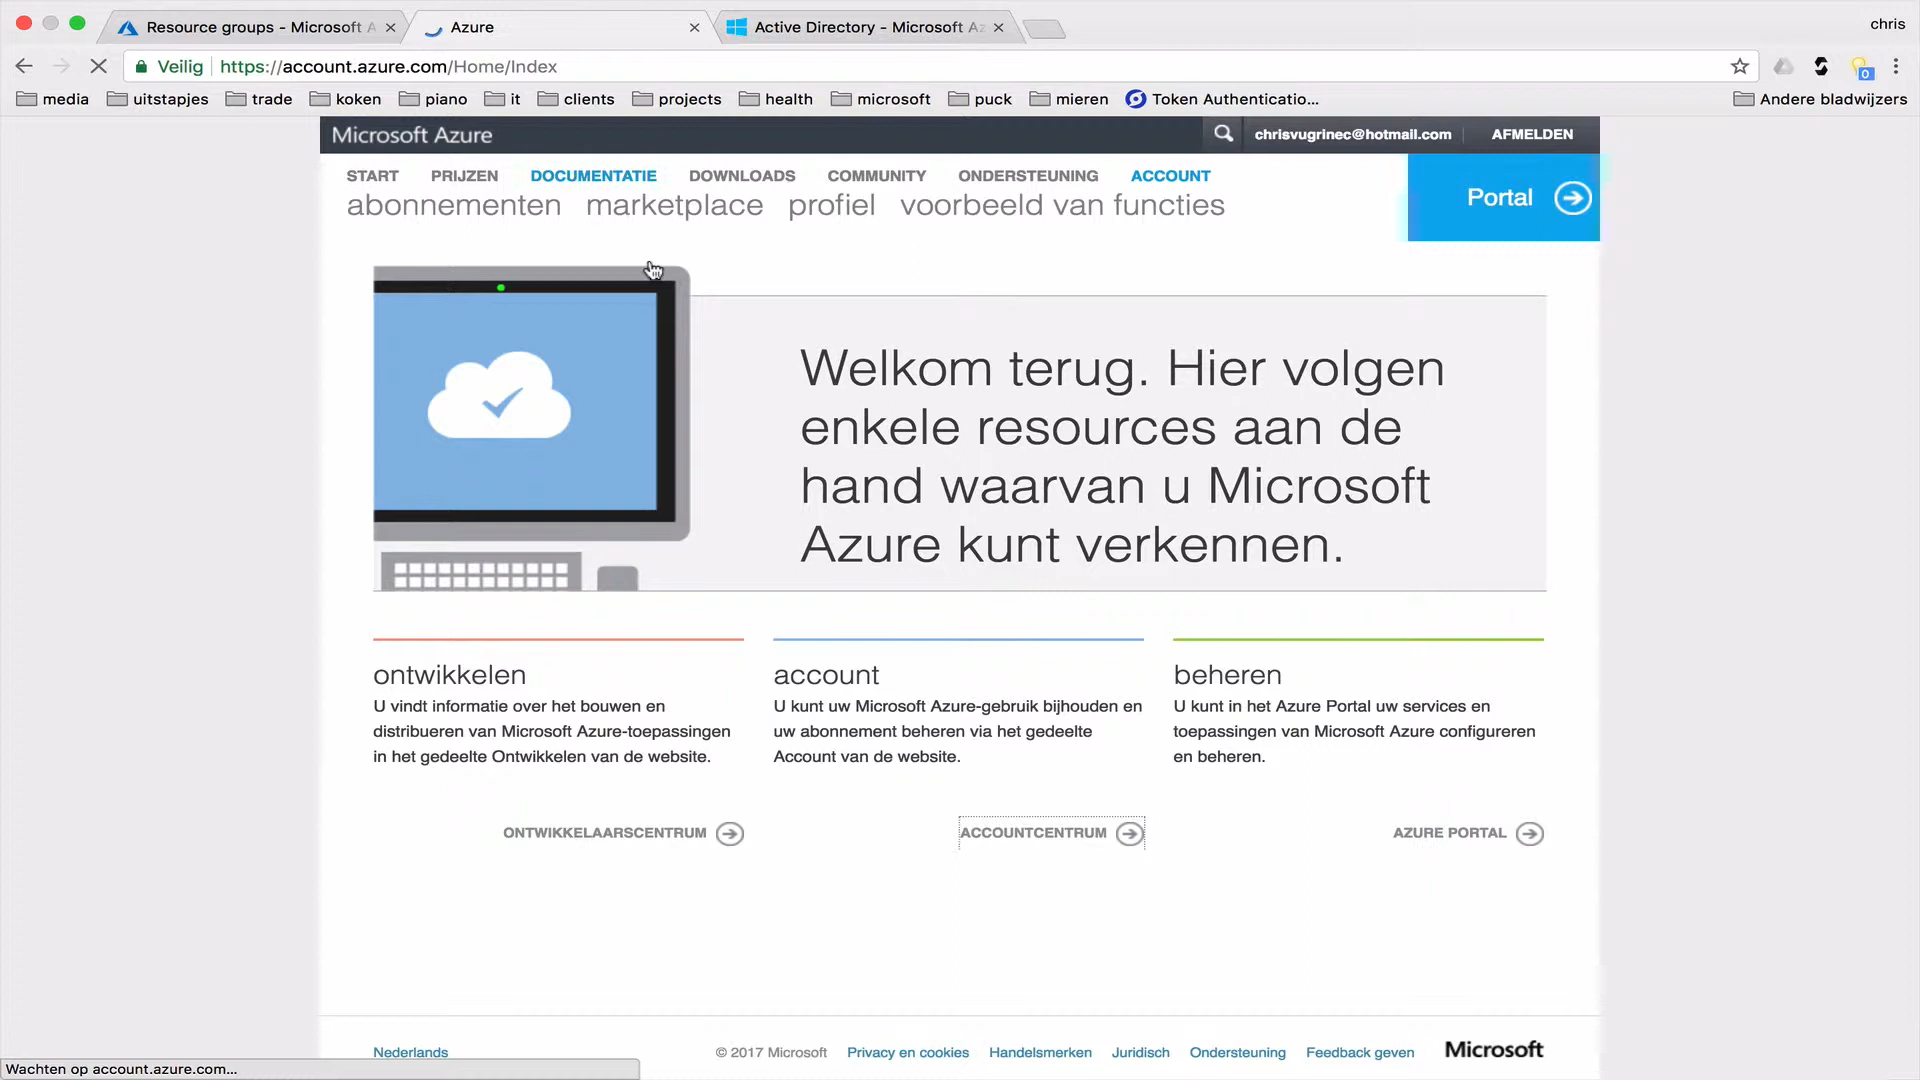 Resource groups - Microsoft A
Azure
Active Directory - Microsoft Az
chris
Veilig
https://account.azure.com/Home/Index
media
uitstapjes
trade
koken
piano
it
clients
projects
health
microsoft
puck
mieren
Token Authenticatio...
Andere bladwijzers
Microsoft Azure
chrisvugrinec@hotmail.com
AFMELDEN
START PRIJZEN DOCUMENTATIE DOWNLOADS COMMUNITY ONDERSTEUNING ACCOUNT
abonnementen marketplace profiel voorbeeld van functies
Portal
Welkom terug. Hier volgen
enkele resources aan de
hand waarvan u Microsoft
Azure kunt verkennen.
ontwikkelen
U vindt informatie over het bouwen en
distribueren van Microsoft Azure-toepassingen
in het gedeelte Ontwikkelen van de website.
ONTWIKKELAARSCENTRUM
account
U kunt uw Microsoft Azure-gebruik bijhouden en
uw abonnement beheren via het gedeelte
Account van de website.
ACCOUNTCENTRUM
beheren
U kunt in het Azure Portal uw services en
toepassingen van Microsoft Azure configureren
en beheren.
AZURE PORTAL
Nederlands
© 2017 Microsoft Privacy en cookies Handelsmerken Juridisch Ondersteuning Feedback geven
Microsoft
Wachten op account.azure.com...
0